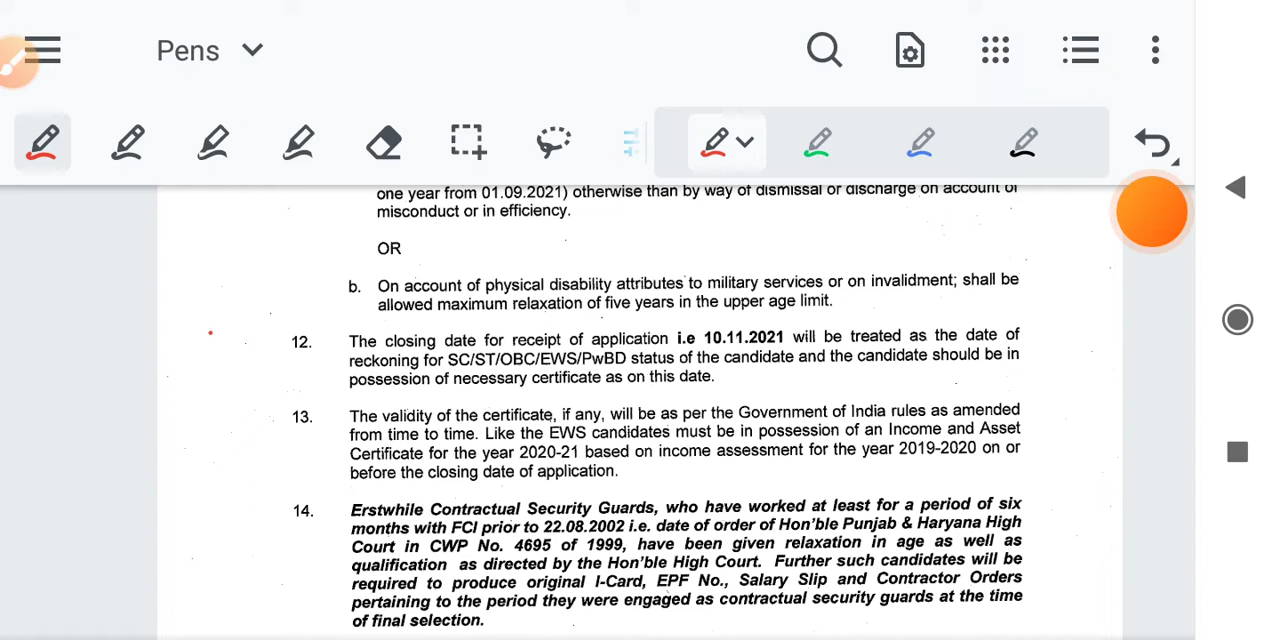 Pens
one year from 01.09.2021) otherwise than by way of dismissal or discharge on account of
misconduct or in efficiency.
OR
b. On account of physical disability attributes to military services or on invalidment; shall be
allowed maximum relaxation of five years in the upper age limit.
12. The closing date for receipt of application i.e 10.11.2021 will be treated as the date of
reckoning for SC/ST/OBC/EWS/PwBD status of the candidate and the candidate should be in
possession of necessary certificate as on this date.
13. The validity of the certificate, if any, will be as per the Government of India rules as amended
from time to time. Like the EWS candidates must be in possession of an Income and Asset
Certificate for the year 2020-21 based on income assessment for the year 2019-2020 on or
before the closing date of application.
14. Erstwhile Contractual Security Guards, who have worked at least for a period of six
months with FCI prior to 22.08.2002 i.e. date of order of Hon'ble Punjab & Haryana High
Court in CWP No. 4695 of 1999, have been given relaxation in age as well as
qualification as directed by the Hon'ble High Court. Further such candidates will be
required to produce original I-Card, EPF No., Salary Slip and Contractor Orders
pertaining to the period they were engaged as contractual security guards at the time
of final selection.